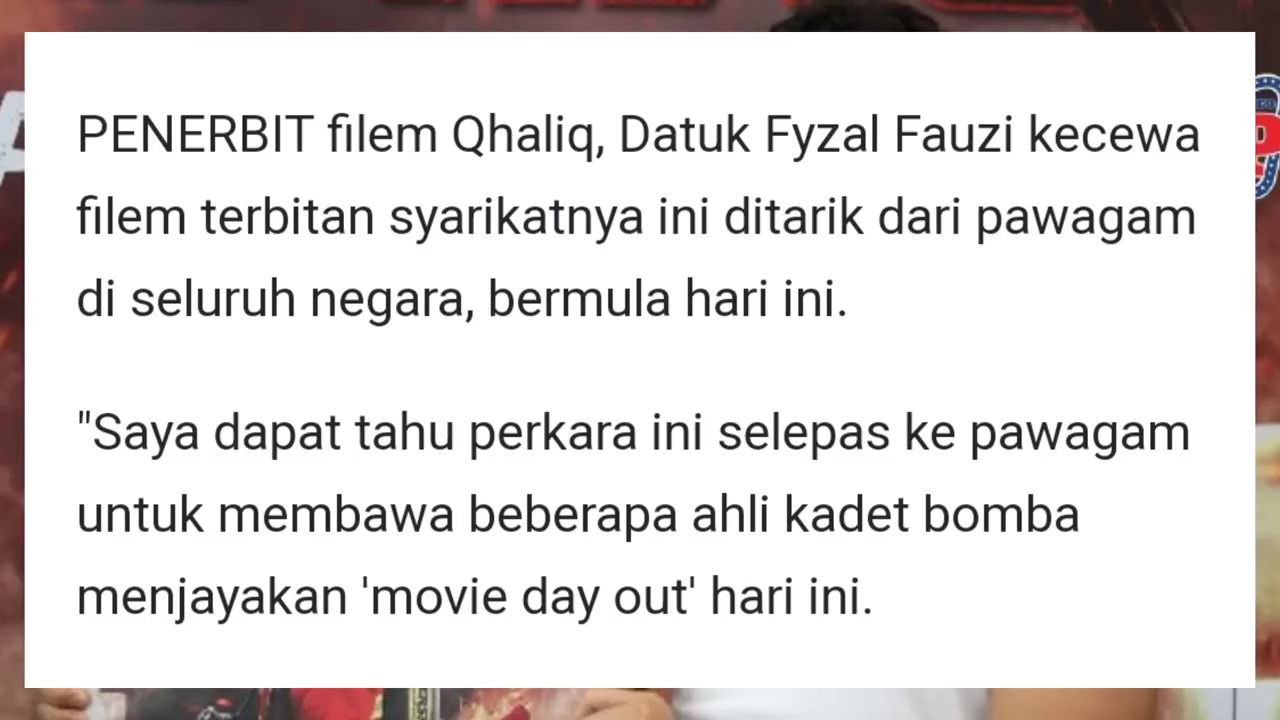 PENERBIT filem Qhaliq, Datuk Fyzal Fauzi kecewa
filem terbitan syarikatnya ini ditarik dari pawagam
di seluruh negara, bermula hari ini.
"Saya dapat tahu perkara ini selepas ke pawagam
untuk membawa beberapa ahli kadet bomba
menjayakan 'movie day out' hari ini.